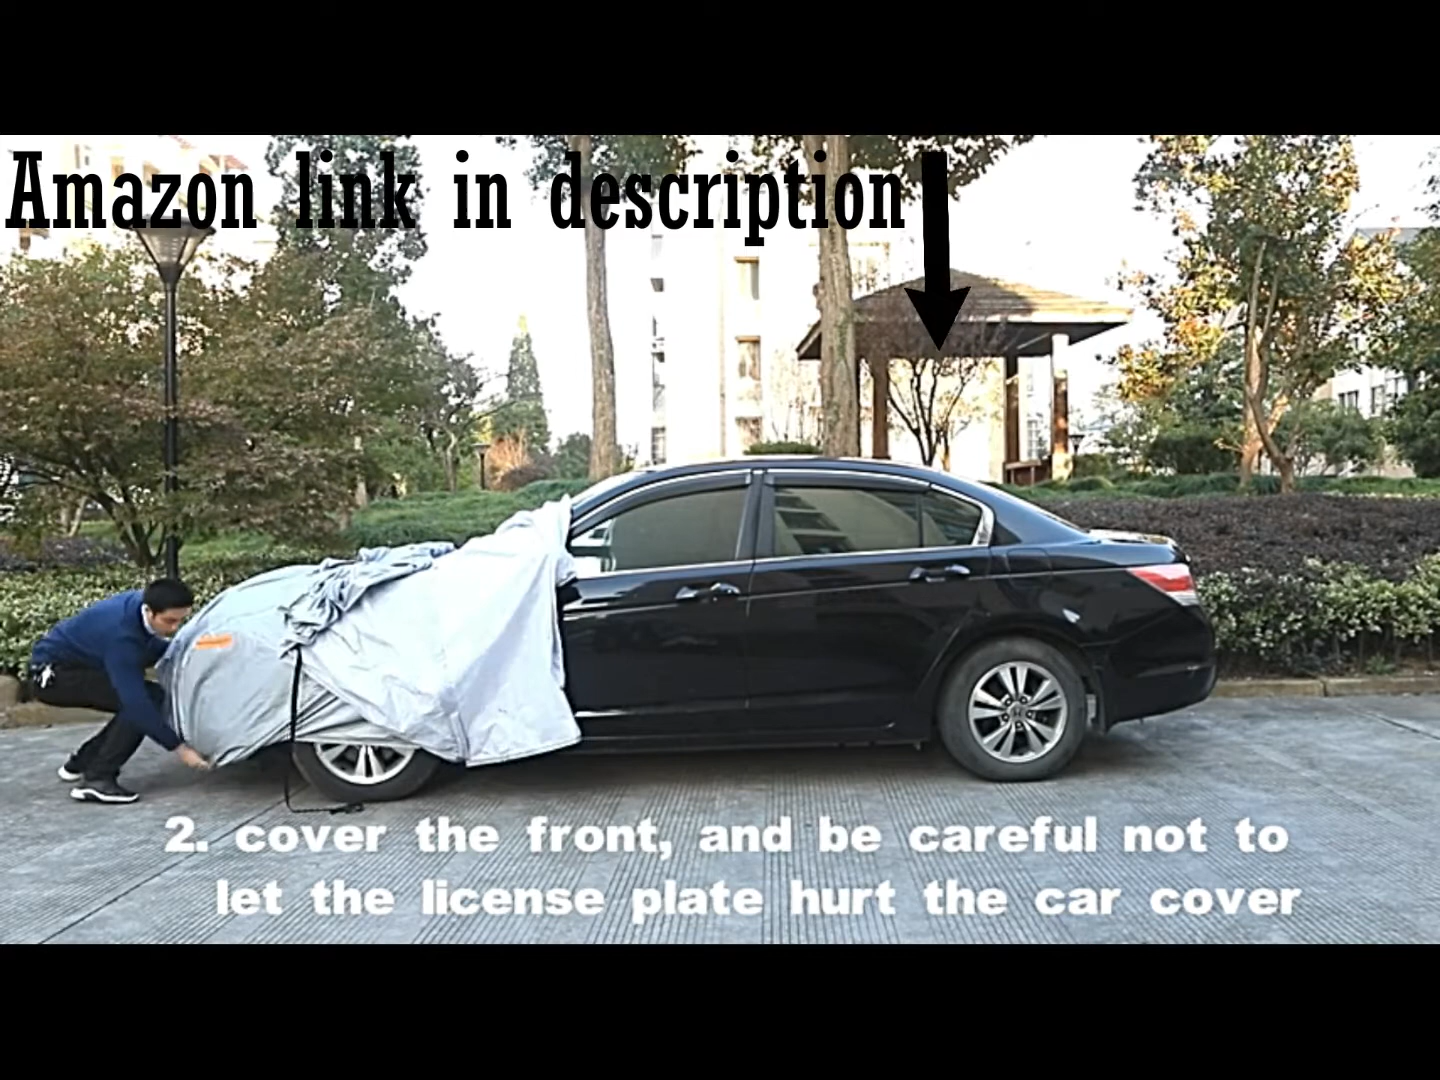 Amazon link in description
2. cover the front, and be careful not to
let the license plate hurt the car cover